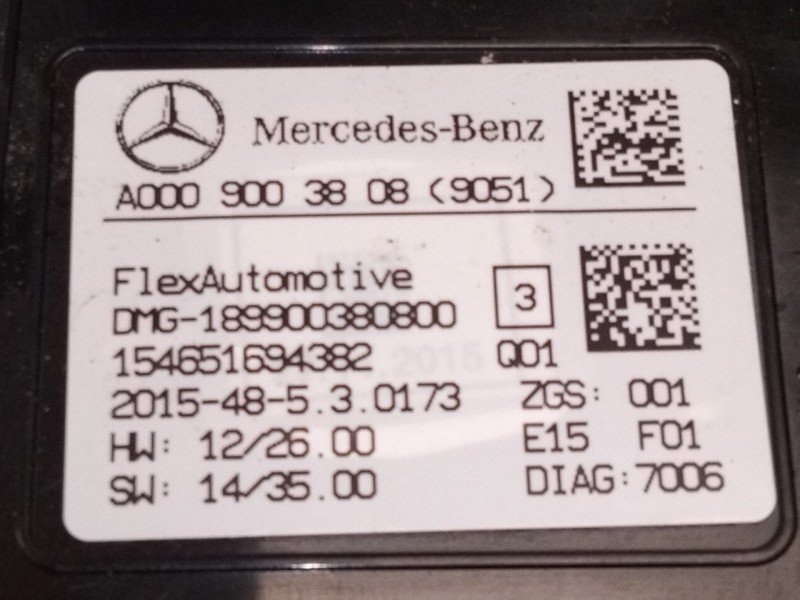 Mercedes-Benz
A000 900 38 08 (9051)
FlexAutomotive
3
DMG-189900380800
154651694382 Q01
2015-48-5.3.0173 ZGS: 001
HW: 12/26.00 E15 F01
SW: 14/35.00 DIAG:7006